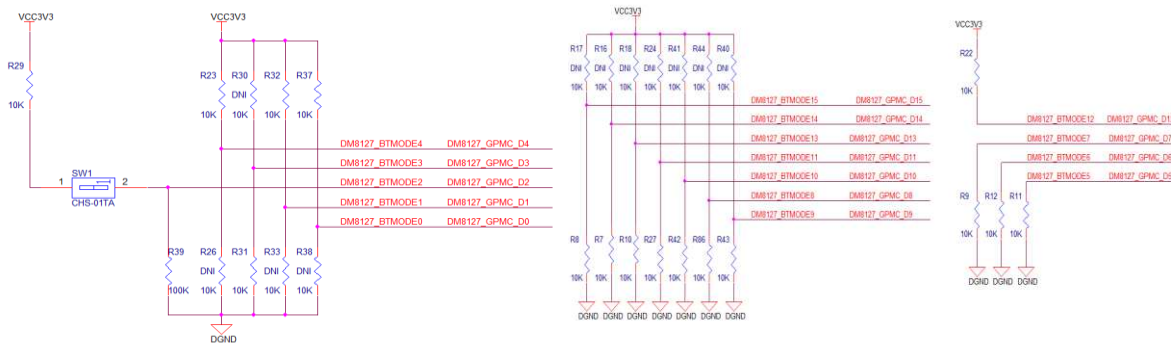 VCC3V3
VCC3V3
R29
10K
R23
10K
R30
DNI
10K
R32
10K
R37
10K
DM8127_BTMODE4 DM8127_GPMC_D4
DM8127_BTMODE3 DM8127_GPMC_D3
DM8127_BTMODE2 DM8127_GPMC_D2
DM8127_BTMODE1 DM8127_GPMC_D1
DM8127_BTMODE0 DM8127_GPMC_D0
SW1
1 2
CHS-01TA
R39
100K
R26
DNI
10K
R31
10K
R33
DNI
10K
R38
DNI
10K
DGND
VCC3V3
R17 R16 R18 R24 R41 R44 R40
DNI DNI DNI DNI DNI DNI DNI
10K 10K 10K 10K 10K 10K 10K
DM8127_BTMODE15 DM8127_GPMC_D15
DM8127_BTMODE14 DM8127_GPMC_D14
DM8127_BTMODE13 DM8127_GPMC_D13
DM8127_BTMODE11 DM8127_GPMC_D11
DM8127_BTMODE10 DM8127_GPMC_D10
DM8127_BTMODE8 DM8127_GPMC_D8
DM8127_BTMODE9 DM8127_GPMC_D9
R8 R7 R10 R27 R42 R86 R43
10K 10K 10K 10K 10K 10K 10K
DGND DGND DGND DGND DGND DGND DGND
VCC3V3
R22
10K
DM8127_BTMODE12 DM8127_GPMC_D1
DM8127_BTMODE7 DM8127_GPMC_D7
DM8127_BTMODE6 DM8127_GPMC_D6
DM8127_BTMODE5 DM8127_GPMC_D5
R9 R12 R11
10K 10K 10K
DGND DGND DGND